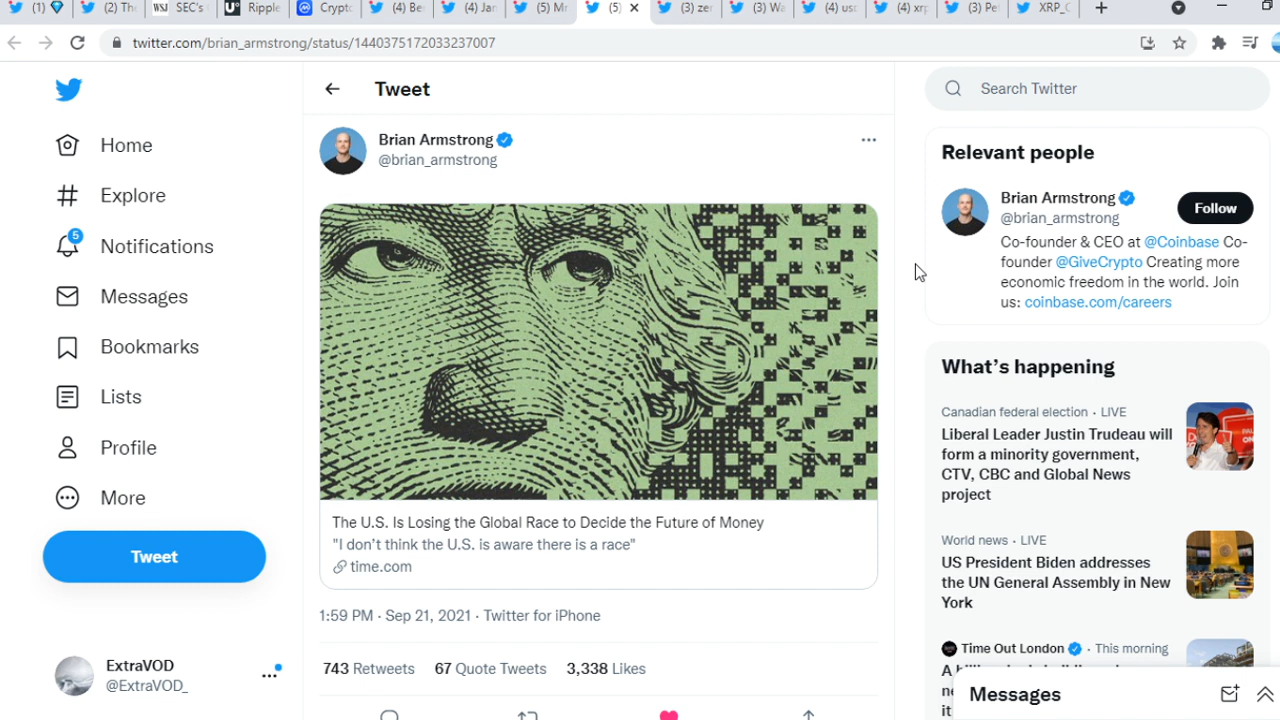 (1)
(2) Th
WSJ SEC's
Ripple
Crypto
(4) Be
(4) Jar
(5) Mr
(5)
(3) zer
(3) Wa
(4) usc
(4) xrp
(3) Pe
XRP_C
twitter.com/brian_armstrong/status/1440375172033237007
Home
Explore
5
Notifications
Messages
Bookmarks
Lists
Profile
More
Tweet
ExtraVOD
@ExtraVOD_
Tweet
Brian Armstrong
@brian_armstrong
The U.S. Is Losing the Global Race to Decide the Future of Money
"I don't think the U.S. is aware there is a race"
time.com
1:59 PM · Sep 21, 2021 · Twitter for iPhone
743 Retweets 67 Quote Tweets 3,338 Likes
Search Twitter
Relevant people
Brian Armstrong
@brian_armstrong
Follow
Co-founder & CEO at @Coinbase Co-
founder @GiveCrypto Creating more
economic freedom in the world. Join
us: coinbase.com/careers
What's happening
Canadian federal election · LIVE
Liberal Leader Justin Trudeau will
form a minority government,
CTV, CBC and Global News
project
World news · LIVE
US President Biden addresses
the UN General Assembly in New
York
Time Out London · This morning
Messages